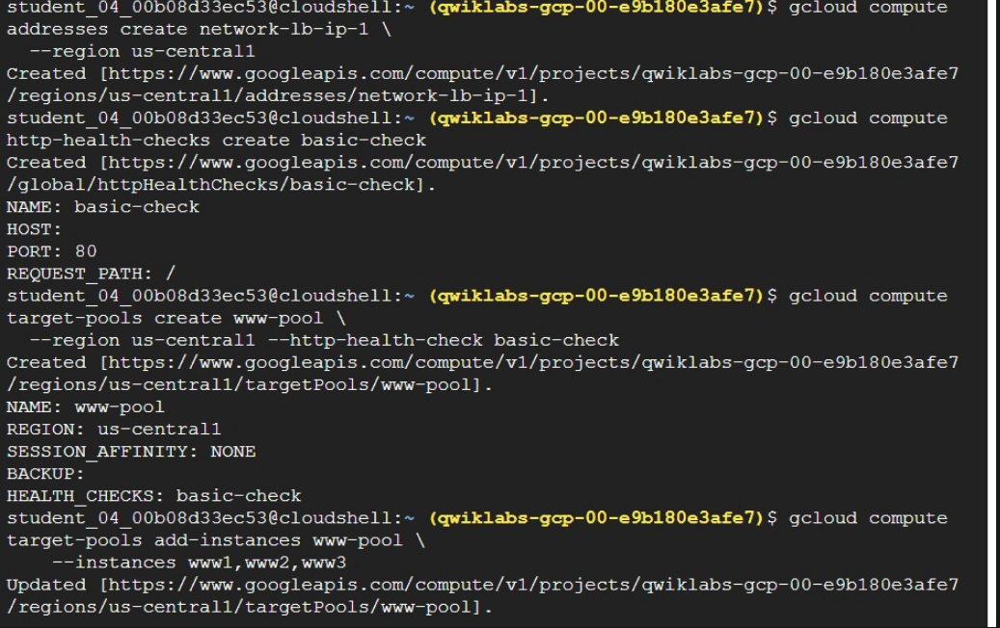 student_04_00b08d33ec53@cloudshell:~ (qwiklabs-gcp-00-e9b180e3afe7)$ gcloud compute
addresses create network-lb-ip-1 \
  --region us-central1
Created [https://www.googleapis.com/compute/v1/projects/qwiklabs-gcp-00-e9b180e3afe7
/regions/us-central1/addresses/network-lb-ip-1].
student_04_00b08d33ec53@cloudshell:~ (qwiklabs-gcp-00-e9b180e3afe7)$ gcloud compute
http-health-checks create basic-check
Created [https://www.googleapis.com/compute/v1/projects/qwiklabs-gcp-00-e9b180e3afe7
/global/httpHealthChecks/basic-check].
NAME: basic-check
HOST:
PORT: 80
REQUEST_PATH: /
student_04_00b08d33ec53@cloudshell:~ (qwiklabs-gcp-00-e9b180e3afe7)$ gcloud compute
target-pools create www-pool \
  --region us-central1 --http-health-check basic-check
Created [https://www.googleapis.com/compute/v1/projects/qwiklabs-gcp-00-e9b180e3afe7
/regions/us-central1/targetPools/www-pool].
NAME: www-pool
REGION: us-central1
SESSION_AFFINITY: NONE
BACKUP:
HEALTH_CHECKS: basic-check
student_04_00b08d33ec53@cloudshell:~ (qwiklabs-gcp-00-e9b180e3afe7)$ gcloud compute
target-pools add-instances www-pool \
    --instances www1,www2,www3
Updated [https://www.googleapis.com/compute/v1/projects/qwiklabs-gcp-00-e9b180e3afe7
/regions/us-central1/targetPools/www-pool].